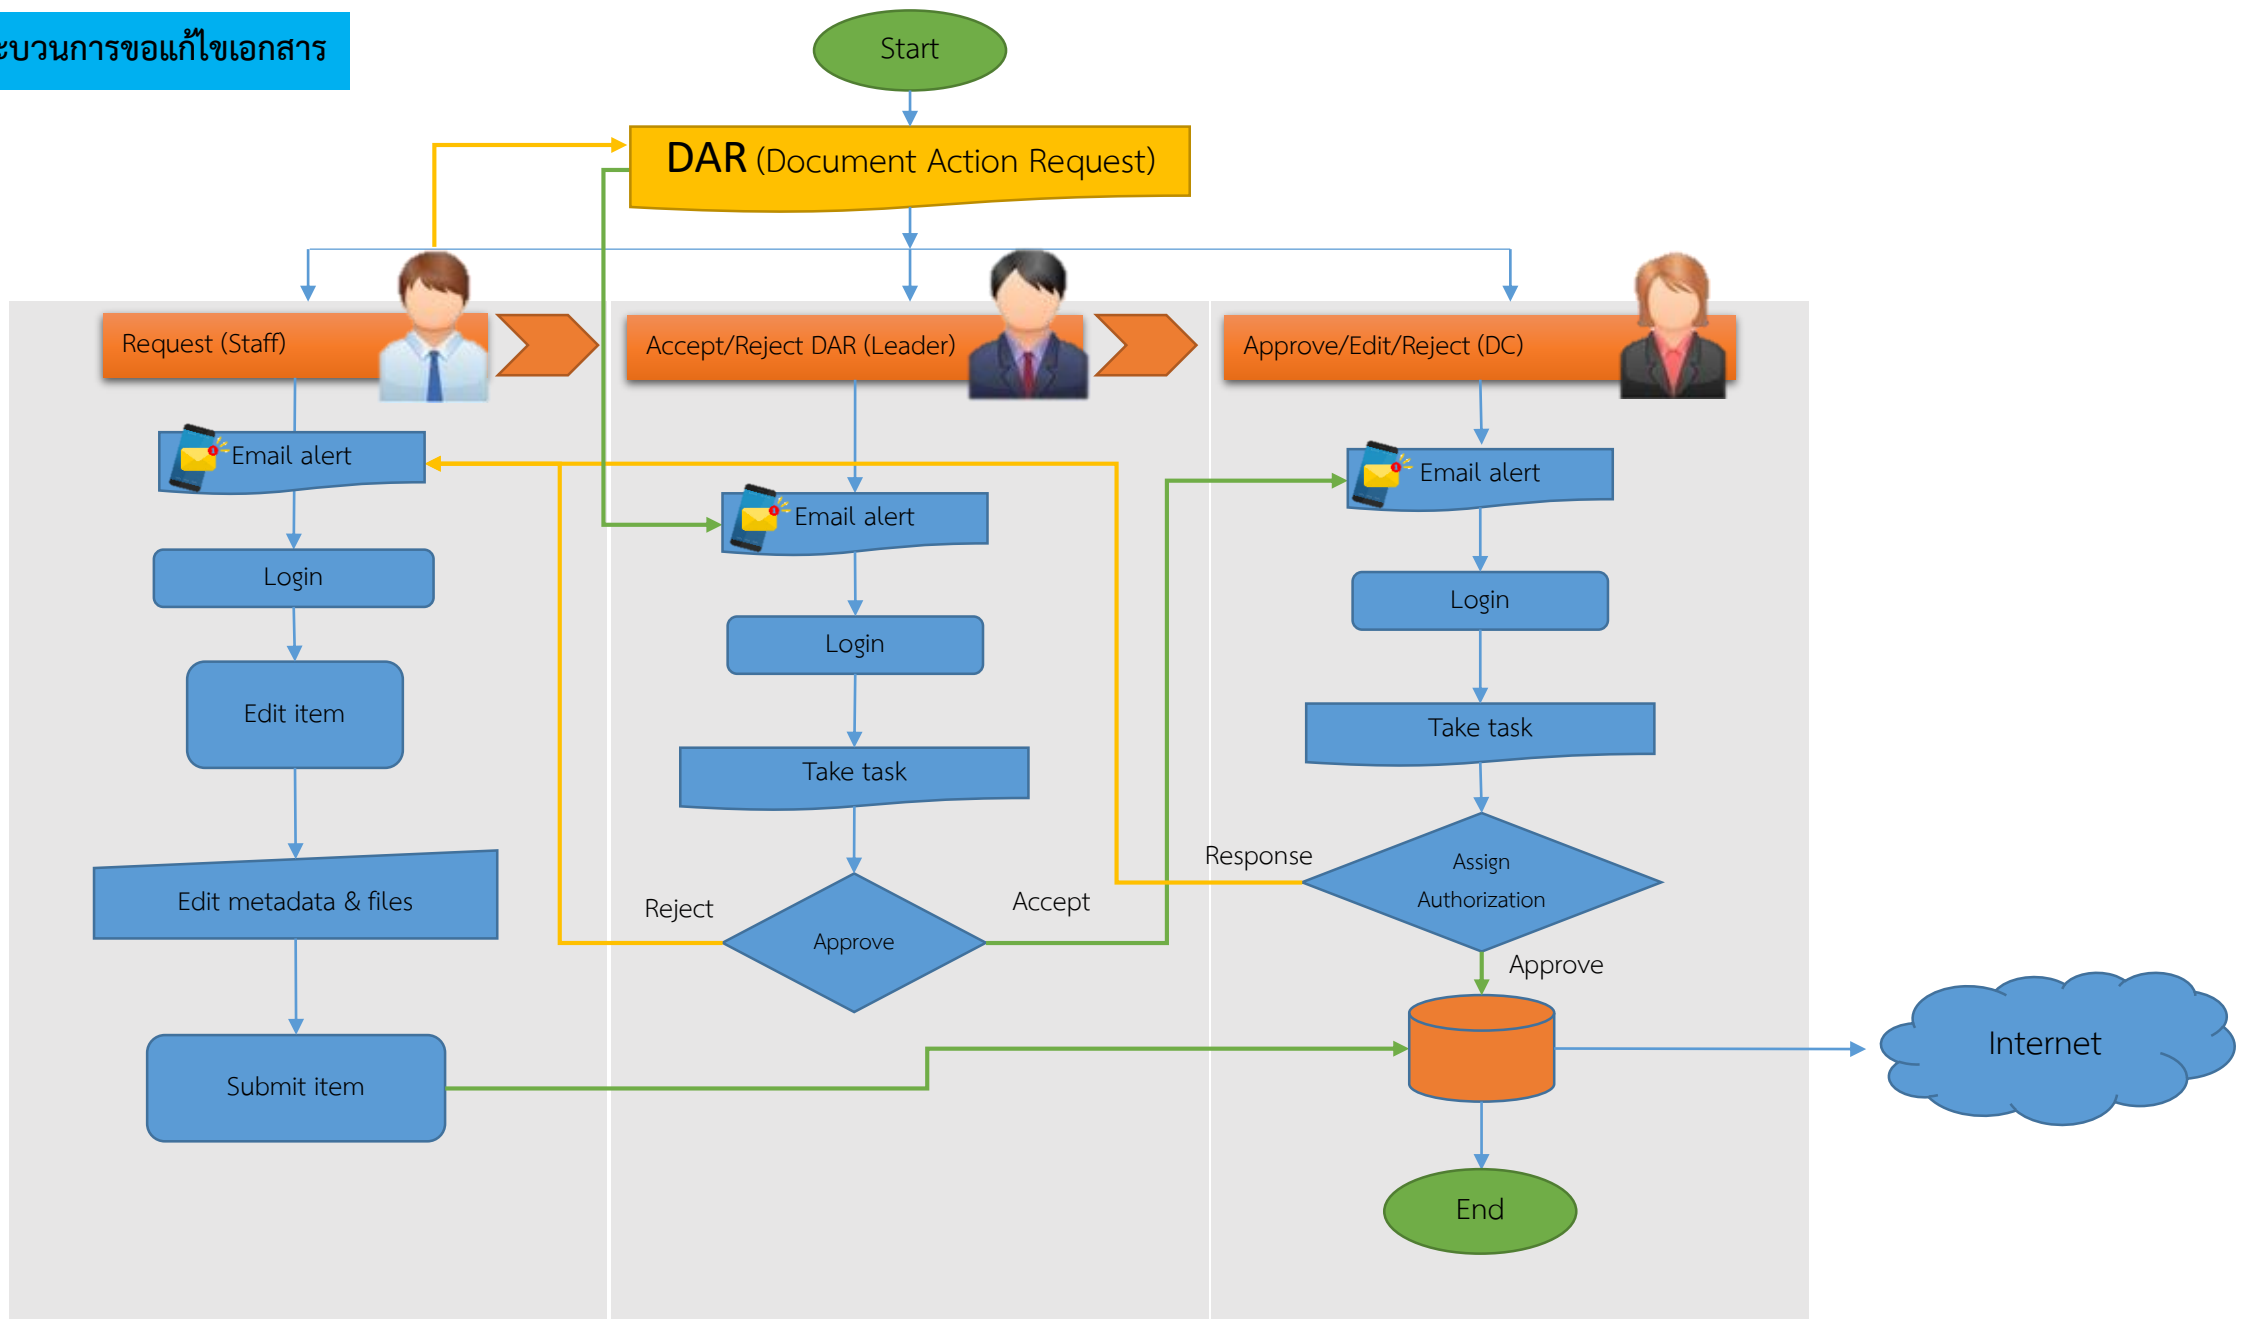 ะบวนการขอแก้ไขเอกสาร
Start
DAR (Document Action Request)
Request (Staff)
Accept/Reject DAR (Leader)
Approve/Edit/Reject (DC)
Email alert
Email alert
Email alert
Login
Login
Login
Edit item
Take task
Take task
Edit metadata & files
Reject
Approve
Accept
Response
Assign
Authorization
Approve
Submit item
Internet
End